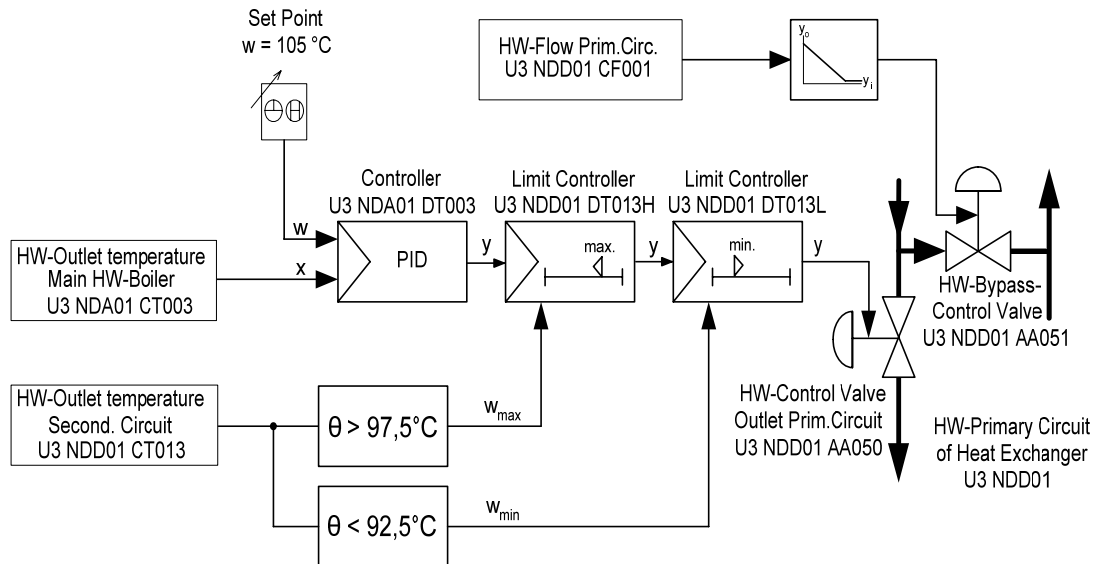 Set Point
w = 105 °C
HW-Flow Prim.Circ.
U3 NDD01 CF001
yo
yi
Controller
U3 NDA01 DT003
Limit Controller
U3 NDD01 DT013H
Limit Controller
U3 NDD01 DT013L
w
x
PID
y
max.
y
min.
y
HW-Outlet temperature
Main HW-Boiler
U3 NDA01 CT003
HW-Bypass-
Control Valve
U3 NDD01 AA051
HW-Outlet temperature
Second. Circuit
U3 NDD01 CT013
θ > 97,5°C
wmax
HW-Control Valve
Outlet Prim.Circuit
U3 NDD01 AA050
HW-Primary Circuit
of Heat Exchanger
U3 NDD01
θ < 92,5°C
wmin